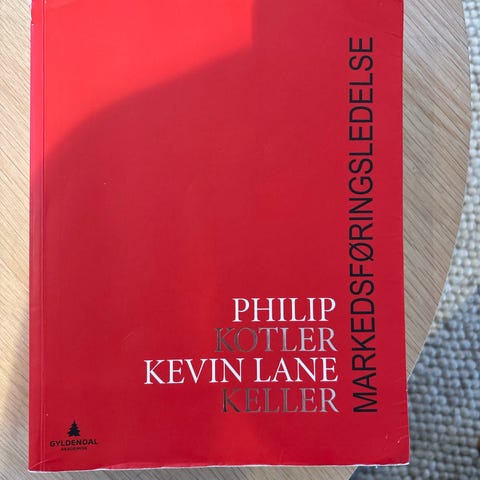 MARKEDSFØRINGSLEDELSE
PHILIP
KOTLER
KEVIN LANE
KELLER
GYLDENDAL
AKADEMISK